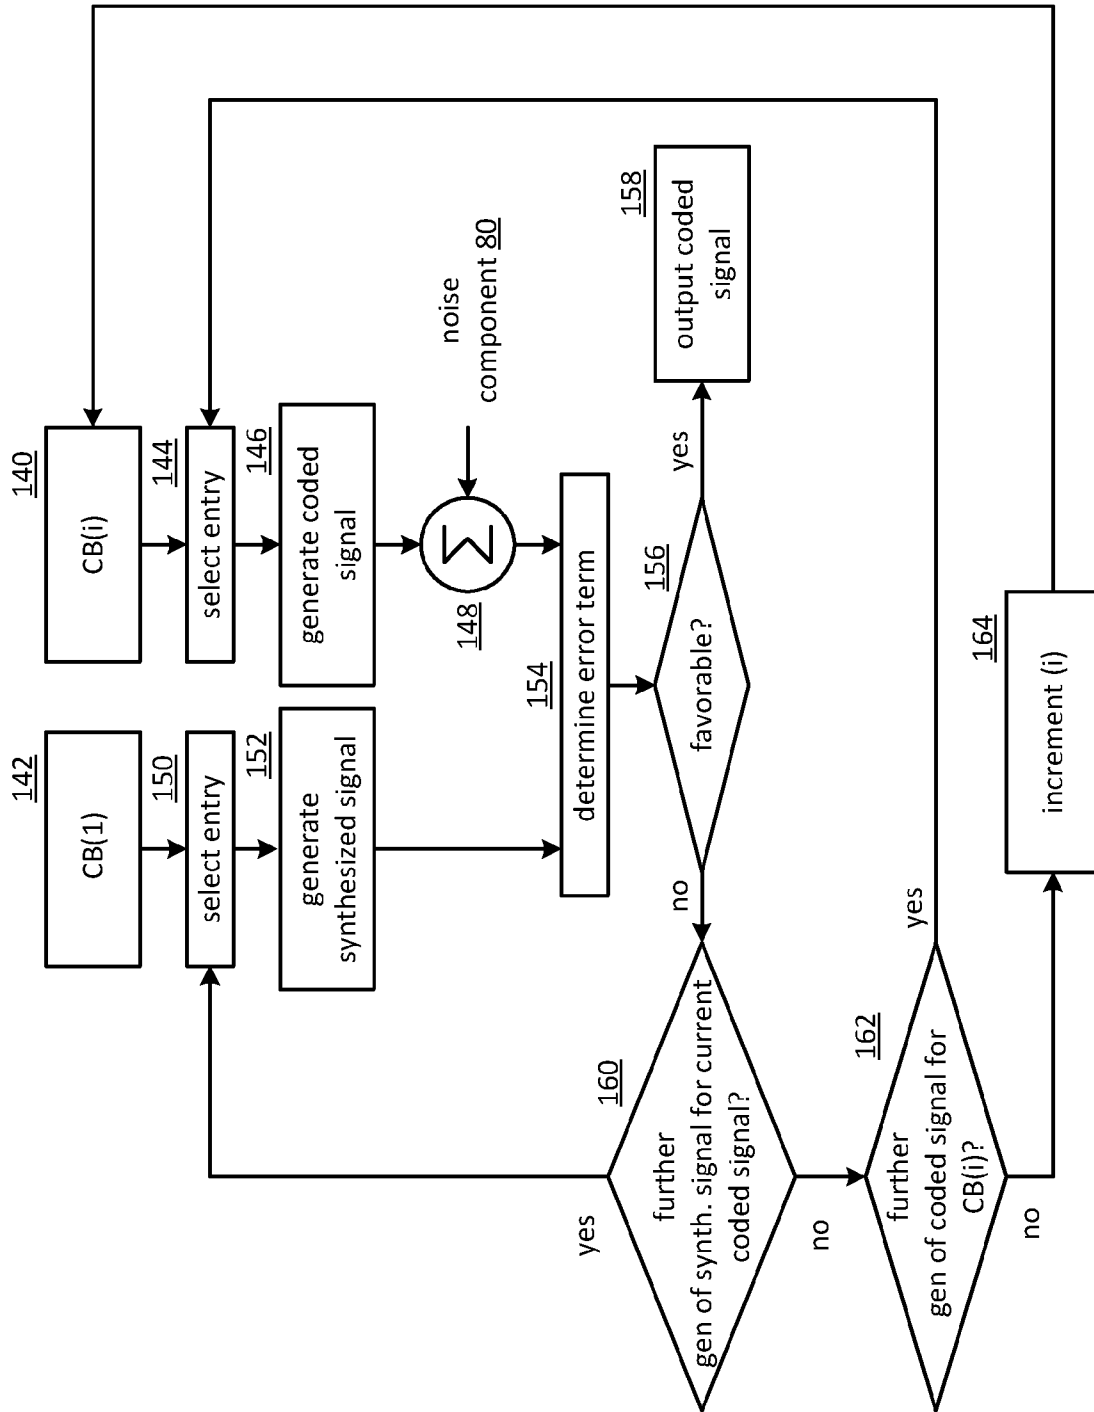 142
CB(1)
150
select entry
152
generate
synthesized signal
140
CB(i)
144
select entry
146
generate coded
signal
148
Σ
noise
component 80
154
determine error term
156
favorable?
yes
158
output coded
signal
no
160
further
gen of synth. signal for current
coded signal?
yes
no
162
further
gen of coded signal for
CB(i)?
yes
no
164
increment (i)